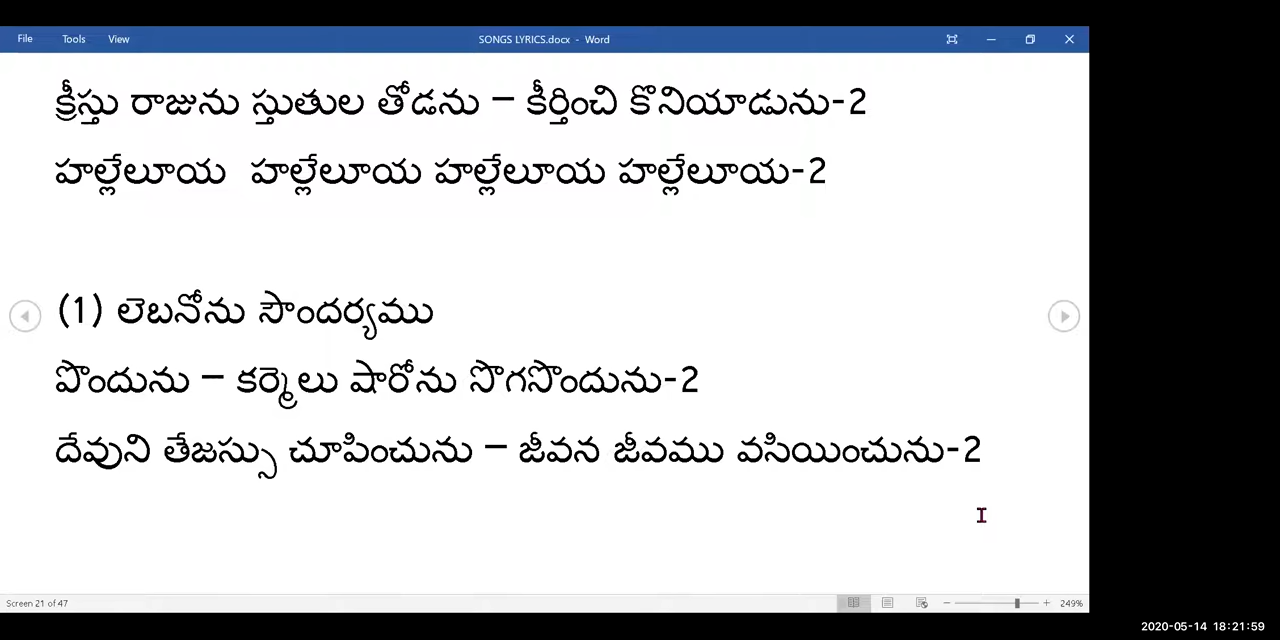 File Tools View SONGS LYRICS.docx - Word
క్రీస్తు రాజును స్తుతుల తోడను – కీర్తించి కొనియాడును-2
హల్లేలూయ హల్లేలూయ హల్లేలూయ హల్లేలూయ-2
(1) లెబనోను సౌందర్యము
పొందును – కర్మెలు షారోను సొగసొందును-2
దేవుని తేజస్సు చూపించును – జీవన జీవము వసియించును-2
Screen 21 of 47 249%
2020-05-14 18:21:59